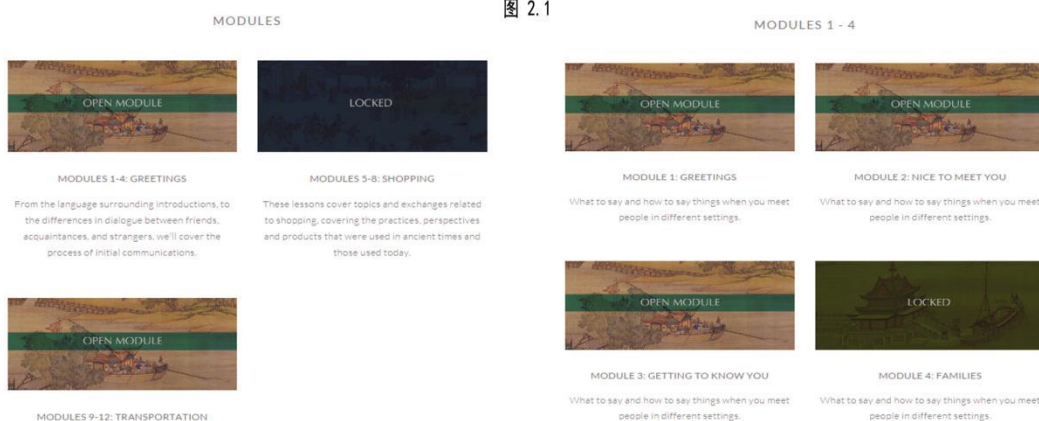 图 2.1
MODULES
OPEN MODULE
LOCKED
MODULES 1-4: GREETINGS
From the language surrounding introductions, to
the differences in dialogue between friends,
acquaintances, and strangers, we'll cover the
process of initial communications.
MODULES 5-8: SHOPPING
These lessons cover topics and exchanges related
to shopping, covering the practices, perspectives
and products that were used in ancient times and
those used today.
OPEN MODULE
MODULES 9-12: TRANSPORTATION
MODULES 1 - 4
OPEN MODULE
OPEN MODULE
MODULE 1: GREETINGS
What to say and how to say things when you meet
people in different settings.
MODULE 2: NICE TO MEET YOU
What to say and how to say things when you meet
people in different settings.
OPEN MODULE
LOCKED
MODULE 3: GETTING TO KNOW YOU
What to say and how to say things when you meet
people in different settings.
MODULE 4: FAMILIES
What to say and how to say things when you meet
people in different settings.